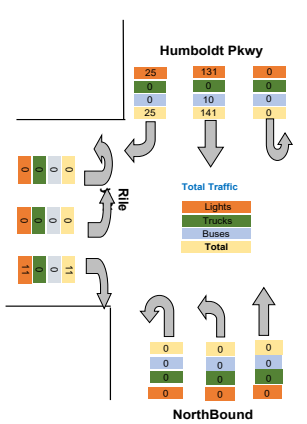 Humboldt Pkwy
25 131 0
0 0 0
0 10 0
25 141 0
Rile
0 0 0 0
0 0 0 0
11 0 0 11
Total Traffic
Lights
Trucks
Buses
Total
0 0 0
0 0 0
0 0 0
0 0 0
NorthBound